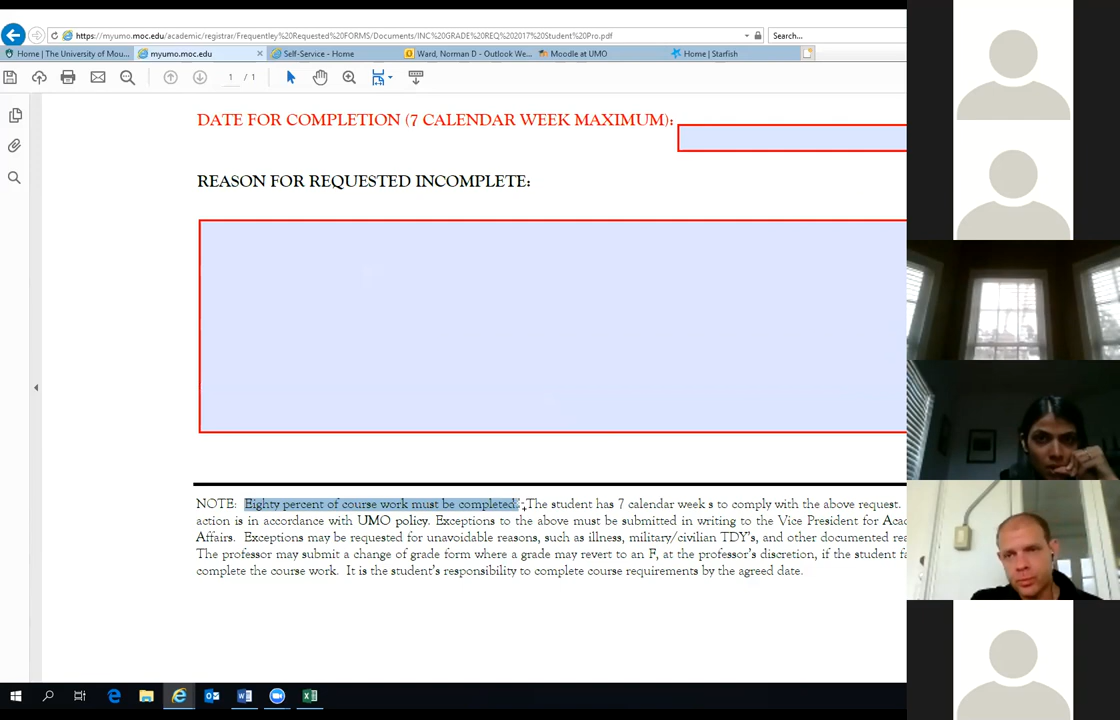 https://myumo.moc.edu/academic/registrar/Frequentley%20Requested%20FORMS/Documents/INC%20GRADE%20REQ%202017%20Student%20Pro.pdf
Search...
Home | The University of Mou...
myumo.moc.edu
Self-Service - Home
Ward, Norman D - Outlook We...
Moodle at UMO
Home | Starfish
1 / 1
DATE FOR COMPLETION (7 CALENDAR WEEK MAXIMUM):
REASON FOR REQUESTED INCOMPLETE:
NOTE: Eighty percent of course work must be completed. The student has 7 calendar week s to comply with the above request.
action is in accordance with UMO policy. Exceptions to the above must be submitted in writing to the Vice President for Aca
Affairs. Exceptions may be requested for unavoidable reasons, such as illness, military/civilian TDY's, and other documented rea
The professor may submit a change of grade form where a grade may revert to an F, at the professor's discretion, if the student fa
complete the course work. It is the student's responsibility to complete course requirements by the agreed date.